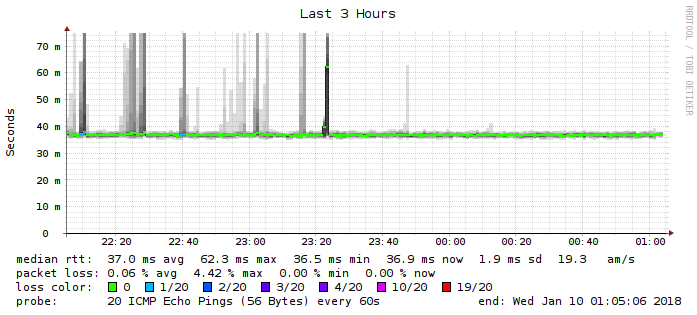 Last 3 Hours
RRDTOOL / TOBI OETIKER
Seconds
70 m
60 m
50 m
40 m
30 m
20 m
10 m
0
22:20 22:40 23:00 23:20 23:40 00:00 00:20 00:40 01:00
median rtt: 37.0 ms avg 62.3 ms max 36.5 ms min 36.9 ms now 1.9 ms sd 19.3 am/s
packet loss: 0.06 % avg 4.42 % max 0.00 % min 0.00 % now
loss color: 0 1/20 2/20 3/20 4/20 10/20 19/20
probe: 20 ICMP Echo Pings (56 Bytes) every 60s end: Wed Jan 10 01:05:06 2018